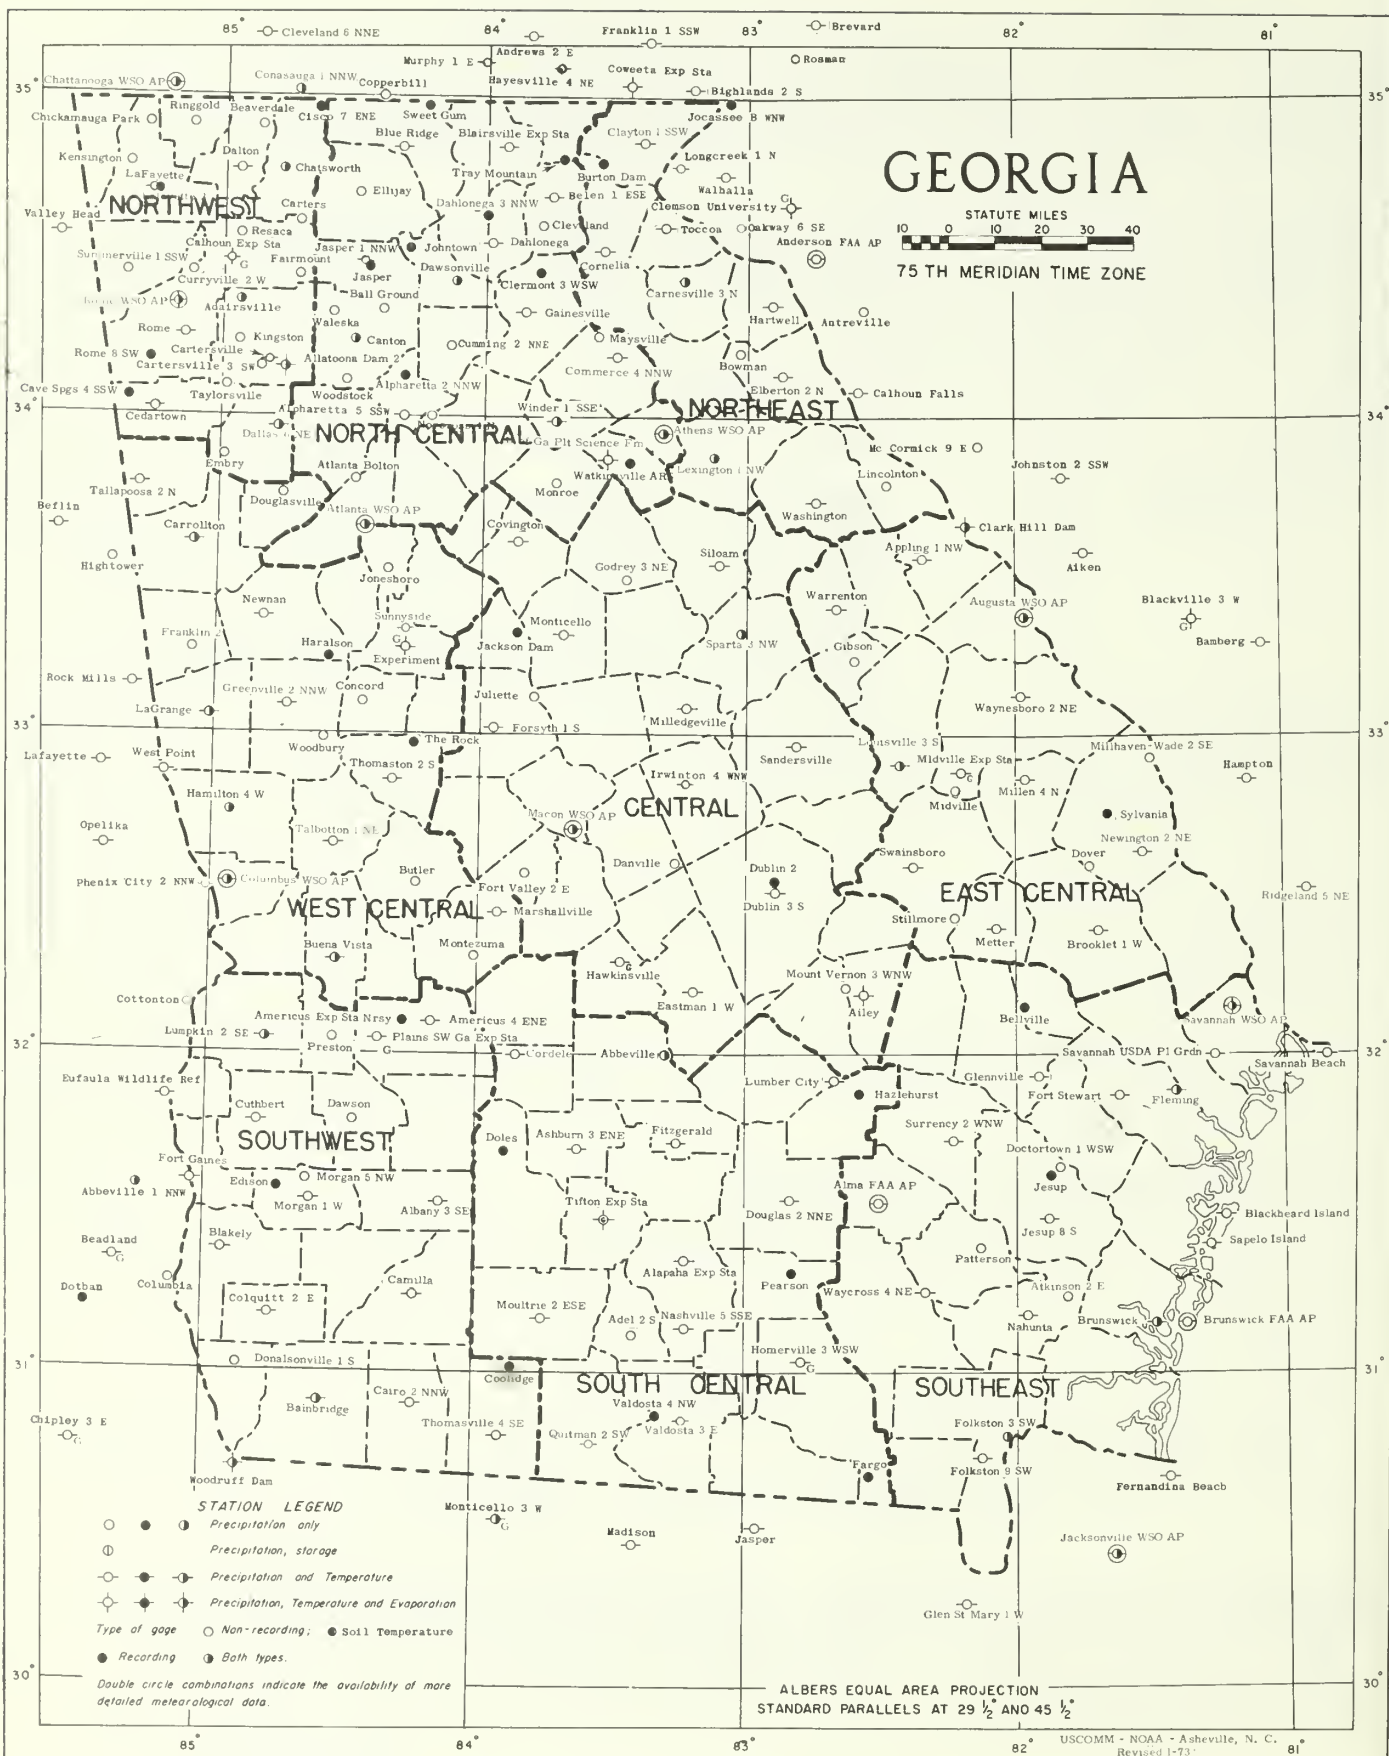 85° 84° 83° 82° 81°
Cleveland 6 NNE
Franklin 1 SSW
Brevard
Andrews 2 E
Murphy 1 E
Hayesville 4 NE
Coweeta Exp Sta
Rosman
Chattanooga WSO AP
Conasauga 1 NNW
Copperhill
Highlands 2 S
35° 35°
Ringgold
Beaverdale
Cisco 7 ENE
Sweet Gum
Jocassee 8 WNW
Chickamauga Park
Blue Ridge
Blairsville Exp Sta
Clayton 1 SSW
Kensington
Dalton
Chatsworth
Tray Mountain
Burton Dam
Longcreek 1 N
LaFayette
Ellijay
Belen 1 ESE
Walhalla
GEORGIA
STATUTE MILES
10 0 10 20 30 40
75 TH MERIDIAN TIME ZONE
NORTHWEST
Carters
Dahlonega 3 NNW
Clemson University
G
Valley Head
Resaca
Cleveland
Toccoa
Oakway 6 SE
Calhoun Exp Sta
G
Jasper 1 NNW
Johntown
Dahlonega
Anderson FAA AP
Summerville 1 SSW
Curryville 2 W
Fairmount
Jasper
Dawsonville
Cornelia
Clermont 3 WSW
Carnesville 3 N
Rome WSO AP
Adairsville
Ball Ground
Waleska
Gainesville
Hartwell
Antreville
Rome
Kingston
Canton
Cumming 2 NNE
Maysville
Rome 8 SW
Cartersville
Cartersville 3 SW
Allatoona Dam 2
Commerce 4 NNW
Bowman
Cave Spgs 4 SSW
Taylorsville
Woodstock
Alpharetta 2 NNW
Elberton 2 N
Calhoun Falls
34° 34°
Cedartown
Alpharetta 5 SSW
Winder 1 SSE
NORTHEAST
NORTH CENTRAL
Athens WSO AP
Embry
Ga Plt Science Fm
Mc Cormick 9 E
Tallapoosa 2 N
Atlanta Bolton
Watkinsville ARS
Lexington 1 NW
Lincolnton
Johnston 2 SSW
Beflin
Douglasville
Atlanta WSO AP
Monroe
Washington
Carrollton
Covington
Clark Hill Dam
Hightower
Jonesboro
Godrey 3 NE
Siloam
Appling 1 NW
Aiken
Newnan
Sunnyside
G
Monticello
Warrenton
Augusta WSO AP
Blackville 3 W
G
Franklin 2
Haralson
Experiment
Jackson Dam
Sparta 3 NW
Gibson
Bamberg
Rock Mills
Greenville 2 NNW
Concord
Juliette
LaGrange
Milledgeville
Waynesboro 2 NE
33° 33°
Woodbury
The Rock
Forsyth 1 S
Sandersville
Louisville 3 S
Midville Exp Sta
G
Millhaven-Wade 2 SE
Lafayette
West Point
Thomaston 2 S
Irwinton 4 WNW
Midville
Millen 4 N
Hampton
Hamilton 4 W
CENTRAL
Opelika
Talbotton 1 NE
Macon WSO AP
Sylvania
Newington 2 NE
Phenix City 2 NNW
Columbus WSO AP
Butler
Danville
Dublin 2
Swainsboro
Dover
Fort Valley 2 E
Dublin 3 S
EAST CENTRAL
Ridgeland 5 NE
WEST CENTRAL
Marshallville
Stillmore
Metter
Brooklet 1 W
Buena Vista
Montezuma
Hawkinsville
G
Mount Vernon 3 WNW
Cottonton
Eastman 1 W
Ailey
Bellville
Savannah WSO AP
Americus Exp Sta Nrsy
Americus 4 ENE
Lumpkin 2 SE
Preston
Plains SW Ga Exp Sta
G
Cordele
Abbeville
Savannah USDA Pl Grdn
Savannah Beach
32° 32°
Eufaula Wildlife Ref
Lumber City
Hazlehurst
Glennville
Fort Stewart
Fleming
Cuthbert
Dawson
SOUTHWEST
Doles
Ashburn 3 ENE
Fitzgerald
Surrency 2 WNW
Doctortown 1 WSW
Fort Gaines
Abbeville 1 NNW
Edison
Morgan 5 NW
Morgan 1 W
Albany 3 SE
Tifton Exp Sta
Douglas 2 NNE
Alma FAA AP
Jesup
Blackbeard Island
Blakely
Jesup 8 S
Sapelo Island
Headland
G
Columbia
Camilla
Alapaha Exp Sta
Pearson
Patterson
Dothan
Colquitt 2 E
Moultrie 2 ESE
Adel 2 S
Nashville 5 SSE
Waycross 4 NE
Atkinson 2 E
Nahunta
Brunswick
Brunswick FAA AP
31° 31°
Donalsonville 1 S
Coolidge
Homerville 3 WSW
G
SOUTH CENTRAL
SOUTHEAST
Bainbridge
Cairo 2 NNW
Valdosta 4 NW
Chipley 3 E
G
Thomasville 4 SE
Quitman 2 SW
Valdosta 3 E
Folkston 3 SW
Woodruff Dam
Fargo
Folkston 9 SW
Fernandina Beach
Monticello 3 W
G
Madison
Jasper
Jacksonville WSO AP
Glen St Mary 1 W
STATION LEGEND
Precipitation only
Precipitation, storage
Precipitation and Temperature
Precipitation, Temperature and Evaporation
Type of gage Non-recording; Soil Temperature
Recording Both types.
Double circle combinations indicate the availability of more
detailed meteorological data.
30° 30°
ALBERS EQUAL AREA PROJECTION
STANDARD PARALLELS AT 29 ½° AND 45 ½°
85° 84° 83° 82° 81°
USCOMM - NOAA - Asheville, N. C.
Revised 1-73